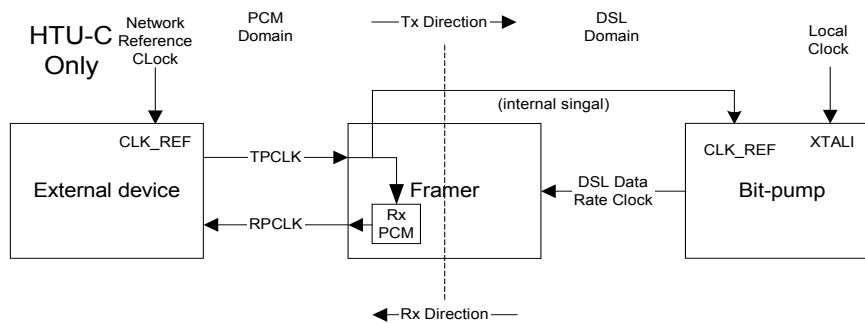 HTU-C
Only
Network
Reference
CLock
PCM
Domain
Tx Direction
DSL
Domain
Local
Clock
(internal singal)
CLK_REF
TPCLK
CLK_REF
XTALI
External device
Framer
DSL Data
Rate Clock
Bit-pump
RPCLK
Rx
PCM
Rx Direction